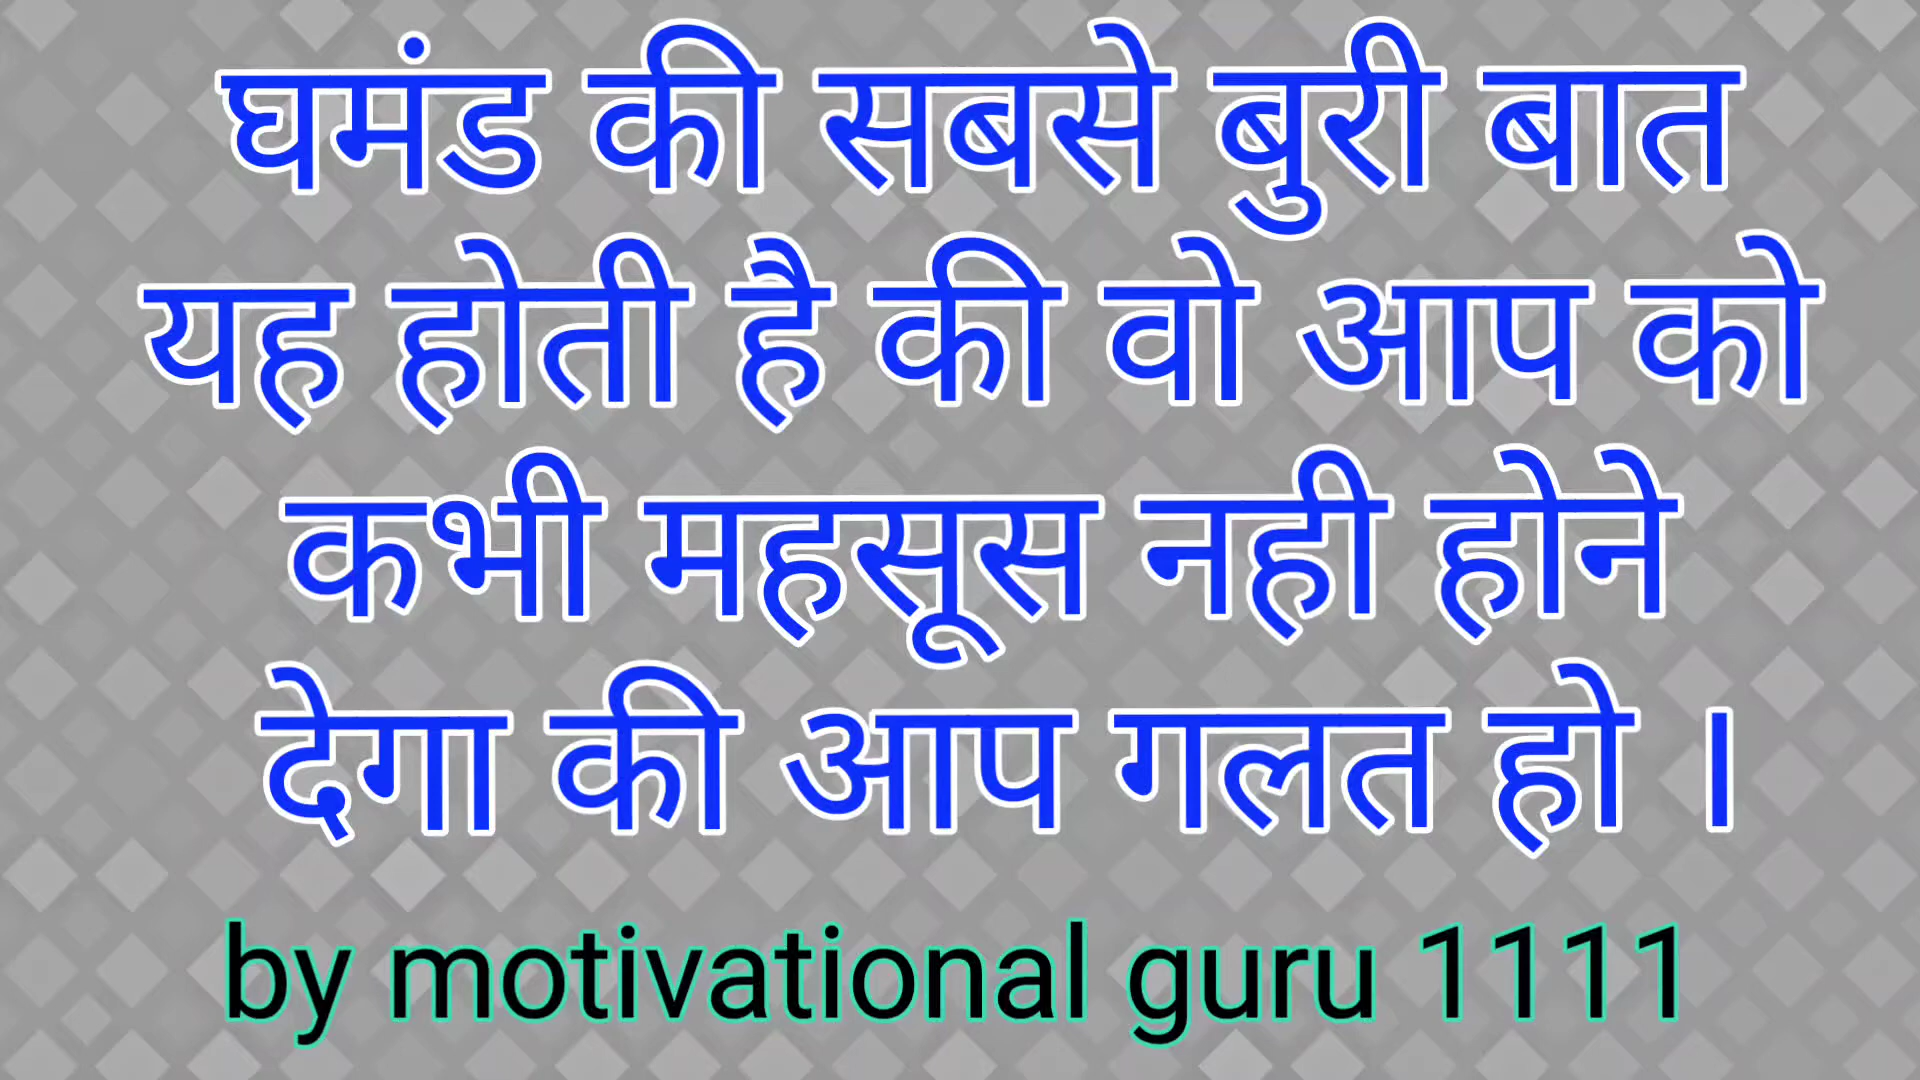 घमंड की सबसे बुरी बात
यह होती है की वो आप को
कभी महसूस नही होने
देगा की आप गलत हो ।
by motivational guru 1111